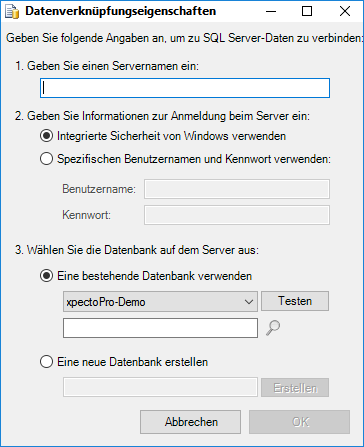 Datenverknüpfungseigenschaften
Geben Sie folgende Angaben an, um zu SQL Server-Daten zu verbinden:
1. Geben Sie einen Servernamen ein:
2. Geben Sie Informationen zur Anmeldung beim Server ein:
Integrierte Sicherheit von Windows verwenden
Spezifischen Benutzernamen und Kennwort verwenden:
Benutzername:
Kennwort:
3. Wählen Sie die Datenbank auf dem Server aus:
Eine bestehende Datenbank verwenden
xpectoPro-Demo Testen
Eine neue Datenbank erstellen
Erstellen
Abbrechen OK